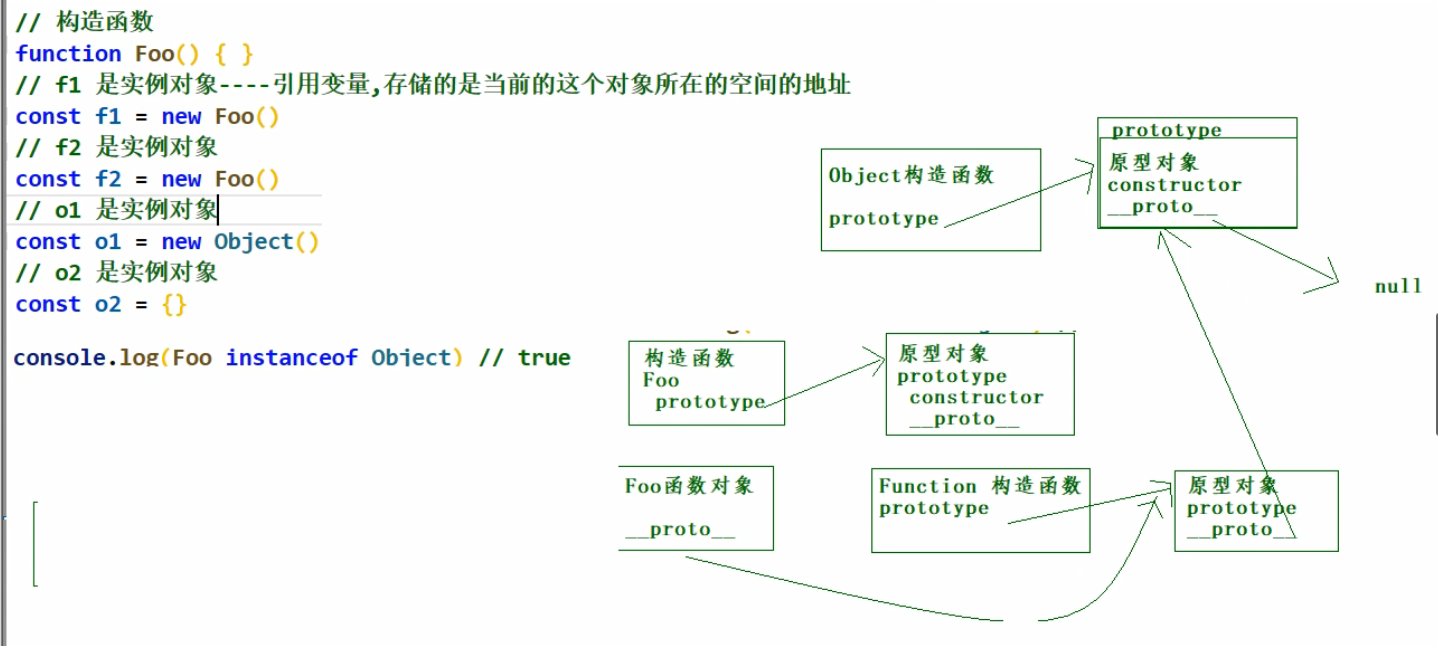 // 构造函数
function Foo() { }
// f1 是实例对象----引用变量,存储的是当前的这个对象所在的空间的地址
const f1 = new Foo()
// f2 是实例对象
const f2 = new Foo()
// o1 是实例对象
const o1 = new Object()
// o2 是实例对象
const o2 = {}
console.log(Foo instanceof Object) // true
Object构造函数
prototype
prototype
原型对象
constructor
__proto__
null
构造函数
Foo
prototype
原型对象
prototype
constructor
__proto__
Foo函数对象
__proto__
Function 构造函数
prototype
原型对象
prototype
__proto__